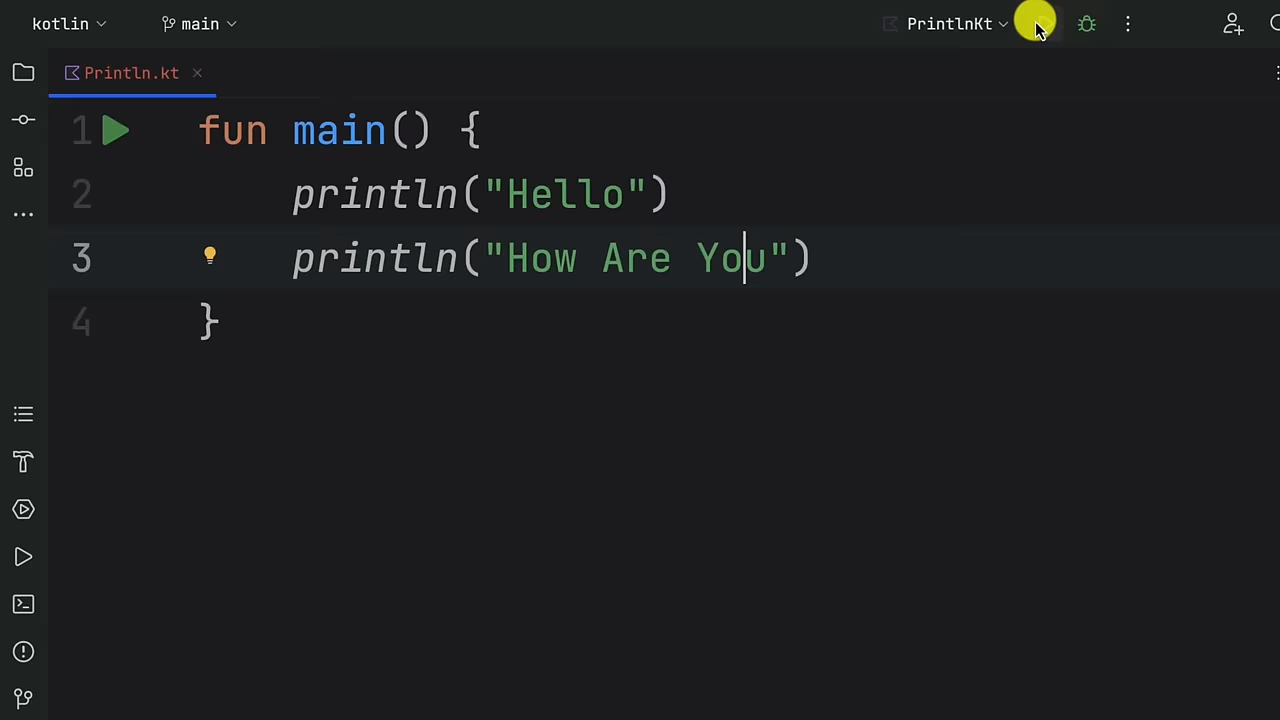 kotlin
main
PrintlnKt
Println.kt
1 fun main() {
2 println("Hello")
3 println("How Are You")
4 }